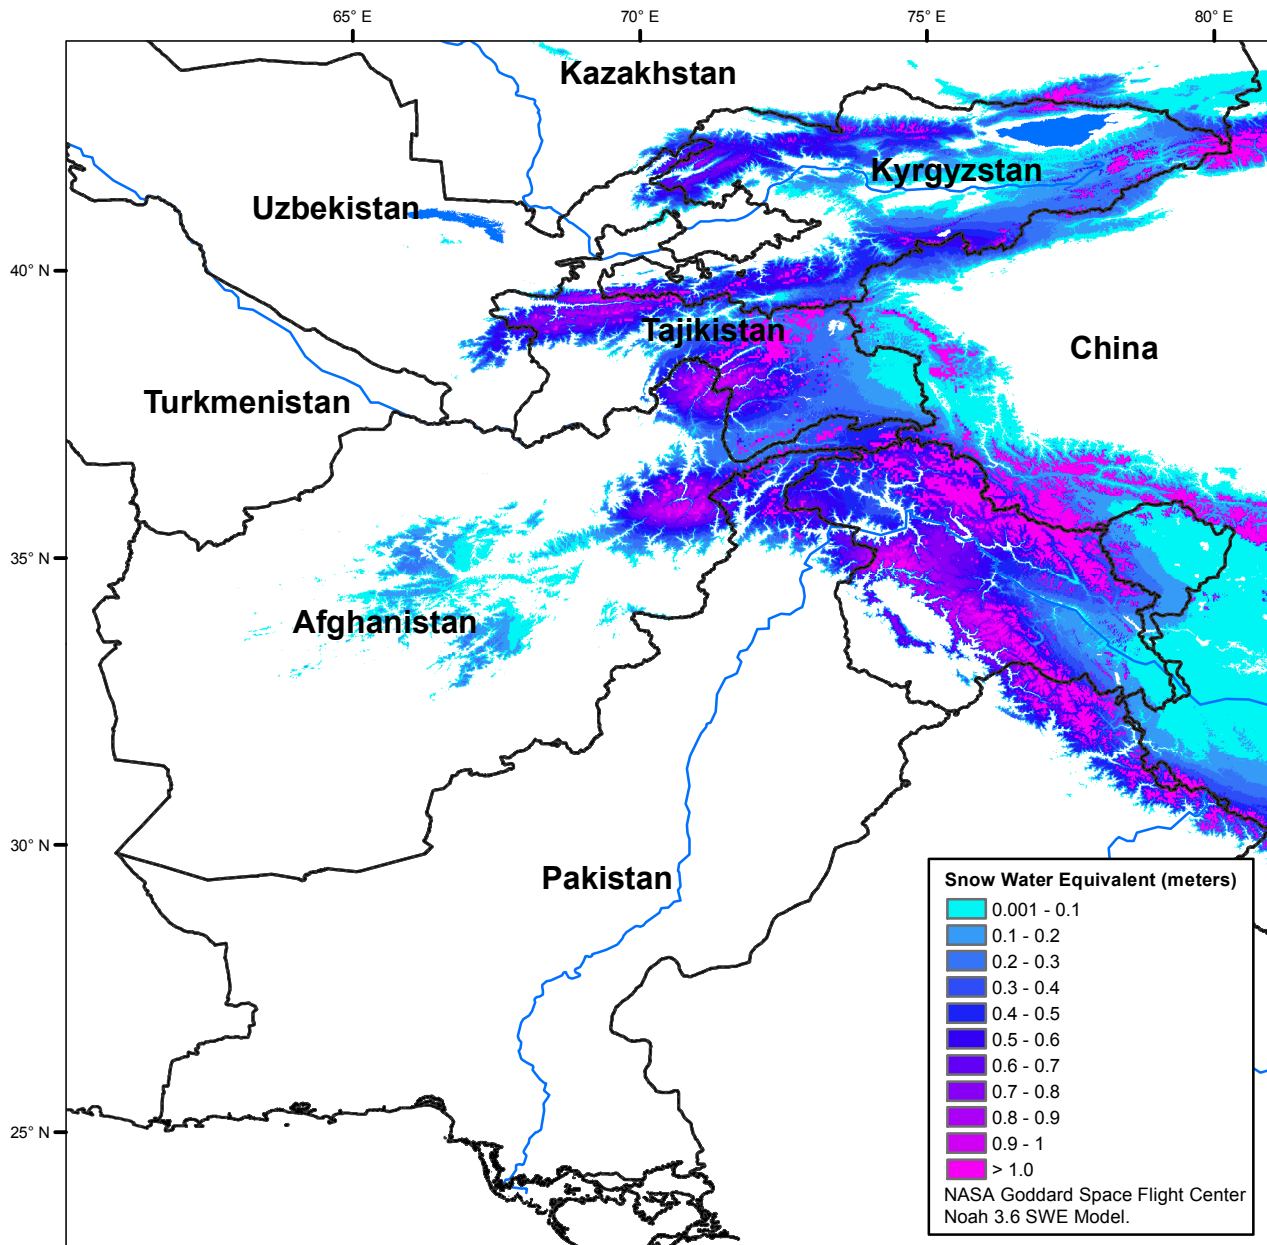 65° E
70° E
75° E
80° E
Kazakhstan
Kyrgyzstan
Uzbekistan
40° N
Tajikistan
China
Turkmenistan
35° N
Afghanistan
30° N
Pakistan
25° N
Snow Water Equivalent (meters)
0.001 - 0.1
0.1 - 0.2
0.2 - 0.3
0.3 - 0.4
0.4 - 0.5
0.5 - 0.6
0.6 - 0.7
0.7 - 0.8
0.8 - 0.9
0.9 - 1
> 1.0
NASA Goddard Space Flight Center
Noah 3.6 SWE Model.